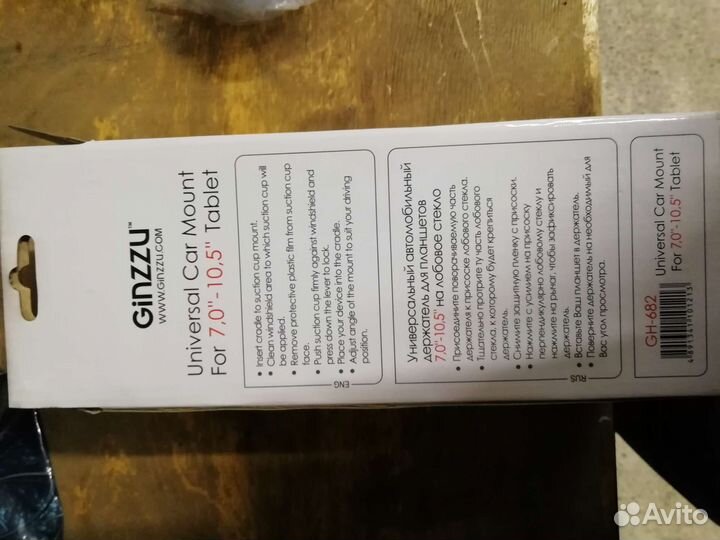 GINZZU™
WWW.GINZZU.COM
Universal Car Mount
For 7,0"-10,5" Tablet
• Insert cradle to suction cup mount.
• Clean windshield area to which suction cup will
be applied.
• Remove protective plastic film from suction cup
face.
• Push suction cup firmly against windshield and
press down the lever to lock.
• Place your device into the cradle.
• Adjust angle of the mount to suit your driving
position.
ENG
Универсальный автомобильный
держатель для планшетов
7,0"-10,5" на лобовое стекло
• Присоедините поворачиваемую часть
держателя к присоске лобового стекла.
• Тщательно протрите ту часть лобового
стекла, к которому будет крепиться
держатель.
• Снимите защитную пленку с присоски.
• Нажмите с усилием на присоску
перпендикулярно лобовому стеклу и
нажмите на рычаг, чтобы зафиксировать
держатель.
• Вставьте Ваш планшет в держатель.
• Поверните держатель на необходимый для
Вас угол просмотра.
RUS
GH-682
Universal Car Mount
For 7,0"-10,5" Tablet
Avito